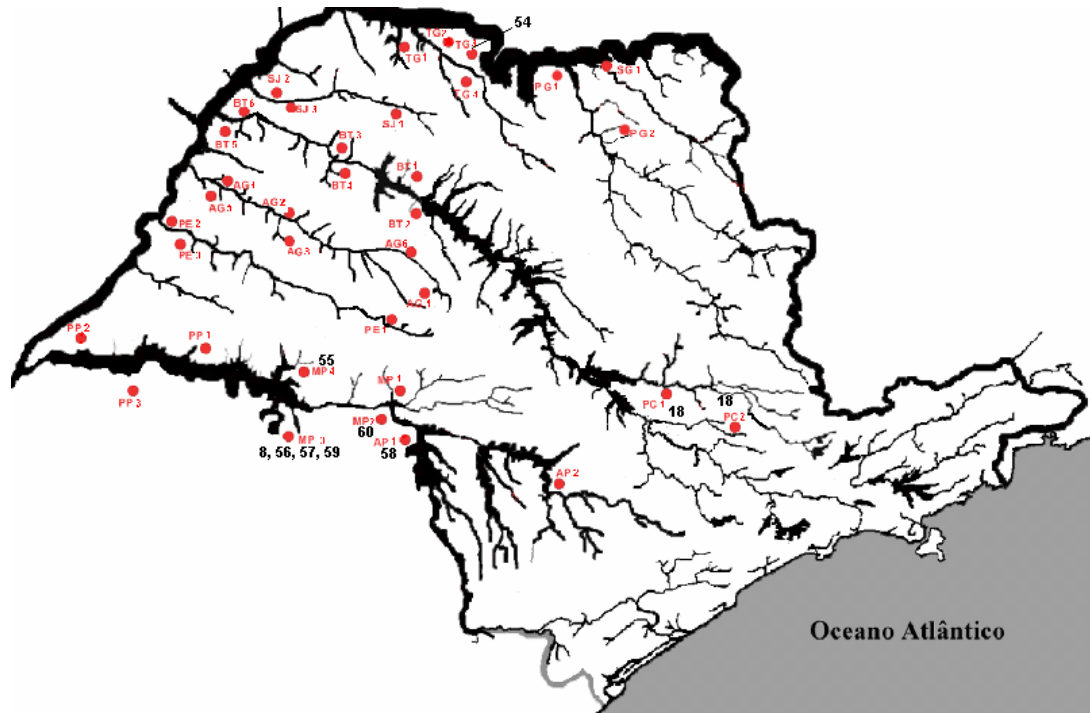 54
TG2
TG3
TG1
TG4
PG1
SG1
SJ2
SJ3
SJ1
PG2
BT6
BT5
BT3
BT4
BT1
BT2
AG4
AG5
AG2
AG3
AG6
AG1
PE2
PE3
PE1
PP2
PP1
PP3
55
MP4
MP1
MP2
60
MP3
8, 56, 57, 59
AP1
58
AP2
PC1
18
18
PC2
Oceano Atlântico